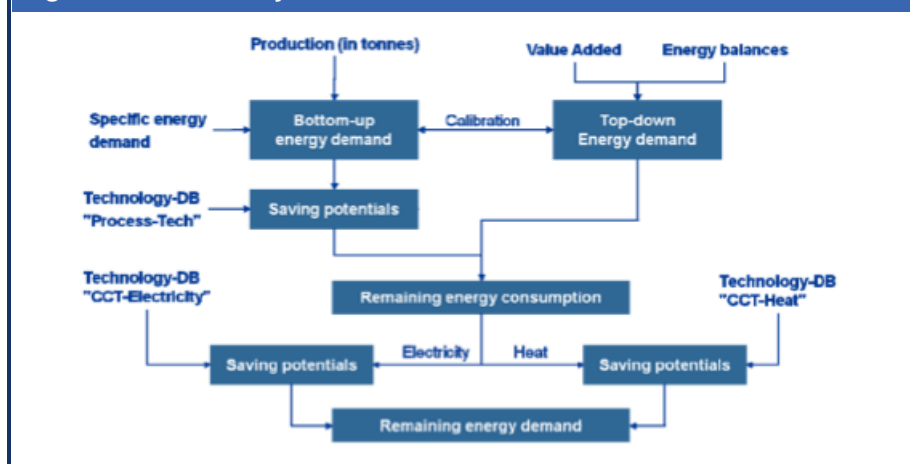 Production (in tonnes)
Value Added
Energy balances
Specific energy
demand
Bottom-up
energy demand
Calibration
Top-down
Energy demand
Technology-DB
"Process-Tech"
Saving potentials
Technology-DB
"CCT-Electricity"
Remaining energy consumption
Technology-DB
"CCT-Heat"
Saving potentials
Electricity
Heat
Saving potentials
Remaining energy demand